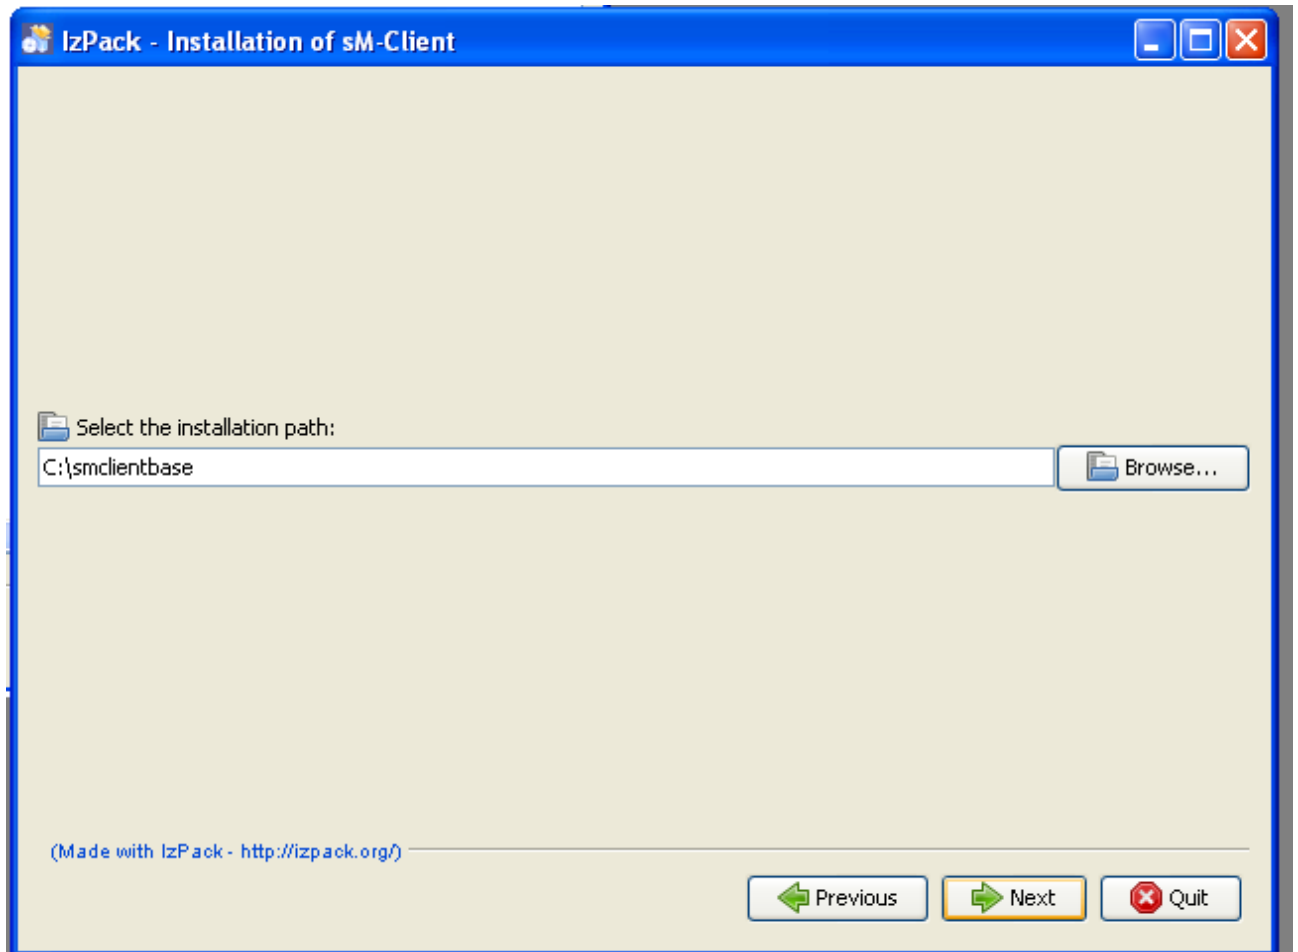 IzPack - Installation of sM-Client
Select the installation path:
C:\smclientbase
Browse...
(Made with IzPack - http://izpack.org/)
Previous
Next
Quit